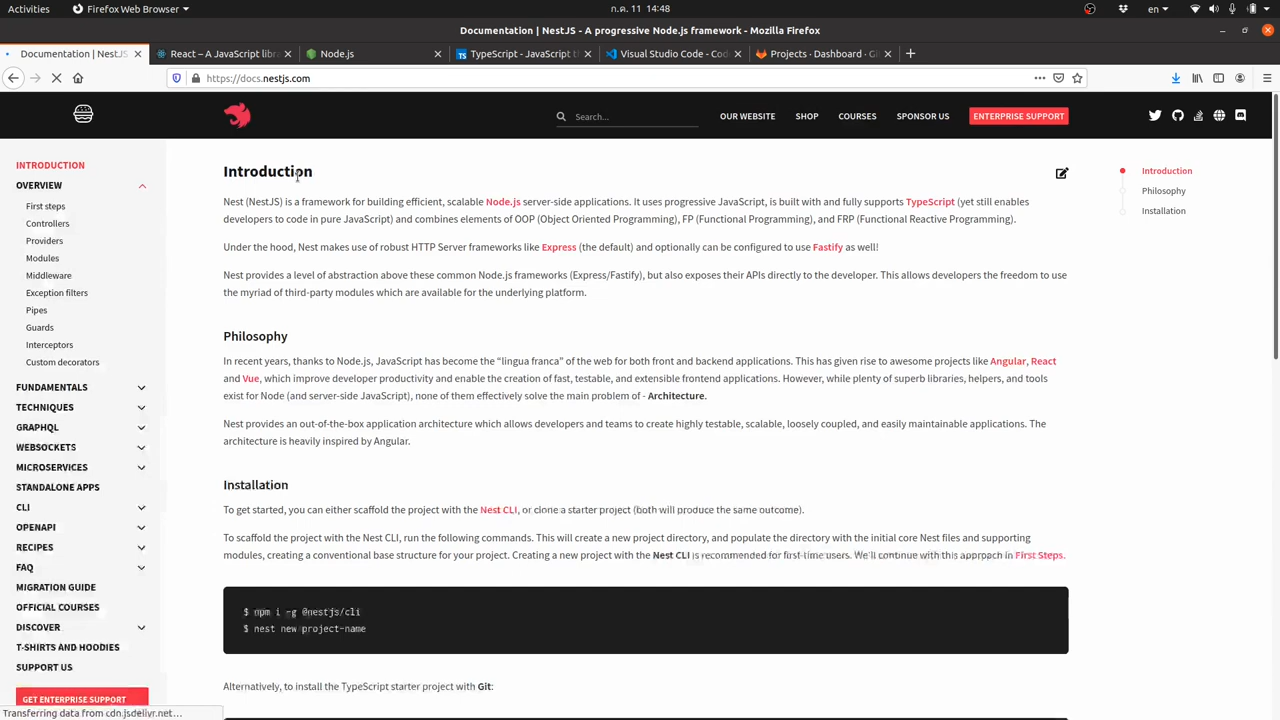 Activities
Firefox Web Browser
ก.ค. 11 14:48
en
Documentation | NestJS - A progressive Node.js framework - Mozilla Firefox
Documentation | NestJS
React – A JavaScript libra
Node.js
TypeScript - JavaScript th
Visual Studio Code - Cod
Projects · Dashboard · Git
https://docs.nestjs.com
Search...
OUR WEBSITE
SHOP
COURSES
SPONSOR US
ENTERPRISE SUPPORT
INTRODUCTION
OVERVIEW
First steps
Controllers
Providers
Modules
Middleware
Exception filters
Pipes
Guards
Interceptors
Custom decorators
FUNDAMENTALS
TECHNIQUES
GRAPHQL
WEBSOCKETS
MICROSERVICES
STANDALONE APPS
CLI
OPENAPI
RECIPES
FAQ
MIGRATION GUIDE
OFFICIAL COURSES
DISCOVER
T-SHIRTS AND HOODIES
SUPPORT US
GET ENTERPRISE SUPPORT
Transferring data from cdn.jsdelivr.net...
Introduction
Nest (NestJS) is a framework for building efficient, scalable Node.js server-side applications. It uses progressive JavaScript, is built with and fully supports TypeScript (yet still enables
developers to code in pure JavaScript) and combines elements of OOP (Object Oriented Programming), FP (Functional Programming), and FRP (Functional Reactive Programming).
Under the hood, Nest makes use of robust HTTP Server frameworks like Express (the default) and optionally can be configured to use Fastify as well!
Nest provides a level of abstraction above these common Node.js frameworks (Express/Fastify), but also exposes their APIs directly to the developer. This allows developers the freedom to use
the myriad of third-party modules which are available for the underlying platform.
Philosophy
In recent years, thanks to Node.js, JavaScript has become the “lingua franca” of the web for both front and backend applications. This has given rise to awesome projects like Angular, React
and Vue, which improve developer productivity and enable the creation of fast, testable, and extensible frontend applications. However, while plenty of superb libraries, helpers, and tools
exist for Node (and server-side JavaScript), none of them effectively solve the main problem of - Architecture.
Nest provides an out-of-the-box application architecture which allows developers and teams to create highly testable, scalable, loosely coupled, and easily maintainable applications. The
architecture is heavily inspired by Angular.
Installation
To get started, you can either scaffold the project with the Nest CLI, or clone a starter project (both will produce the same outcome).
To scaffold the project with the Nest CLI, run the following commands. This will create a new project directory, and populate the directory with the initial core Nest files and supporting
modules, creating a conventional base structure for your project. Creating a new project with the Nest CLI is recommended for first-time users. We'll continue with this approach in First Steps.
$ npm i -g @nestjs/cli
$ nest new project-name
Alternatively, to install the TypeScript starter project with Git:
Introduction
Philosophy
Installation